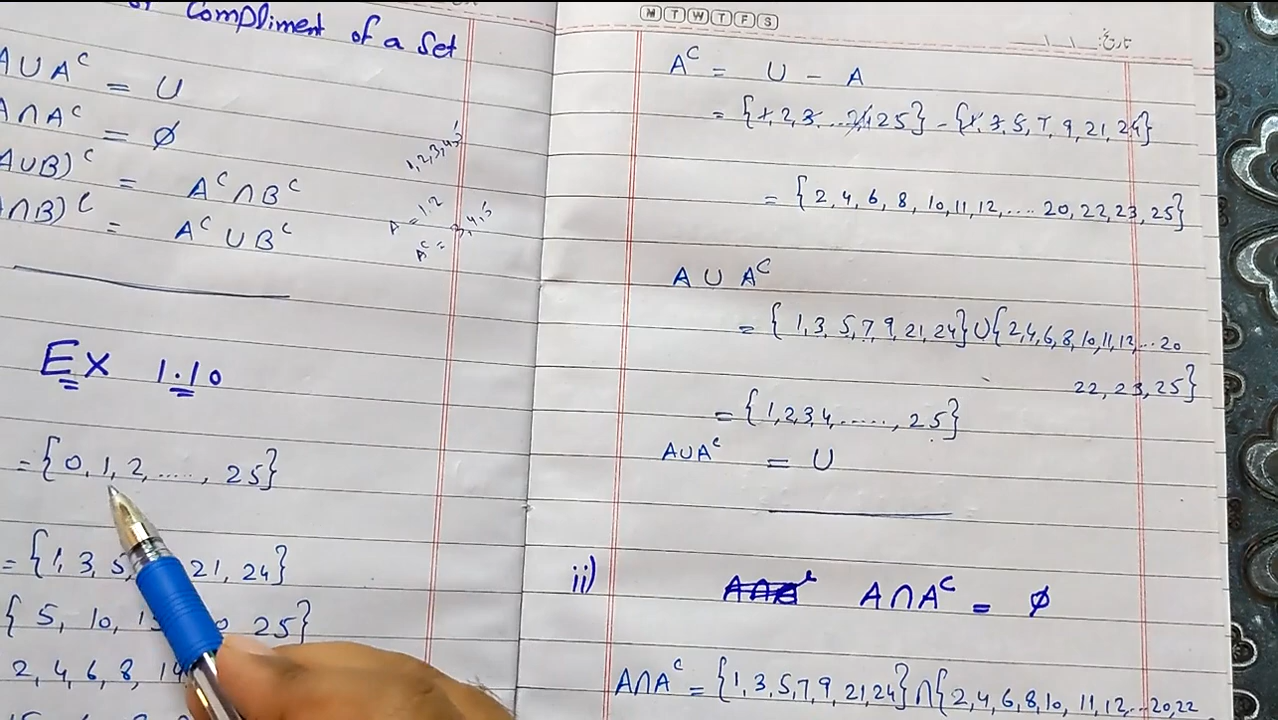 Compliment of a Set
A∪Aᶜ = U
A∩Aᶜ = ϕ
A∪B)ᶜ = Aᶜ∩Bᶜ
∩B)ᶜ = Aᶜ∪Bᶜ
1,2,3,4,5
A = 1,2
Aᶜ = 3,4,5
Ex 1.10
= {0, 1, 2, ....., 25}
= {1, 3, 5, 21, 24}
{ 5, 10, 25}
2, 4, 6, 8, 14
M T W T F S
تاریخ:
Aᶜ = U - A
= {1, 2, 3, ... 24, 25} - {1, 3, 5, 7, 9, 21, 24}
= {2, 4, 6, 8, 10, 11, 12, .... 20, 22, 23, 25}
A ∪ Aᶜ
= {1, 3, 5, 7, 9, 21, 24} ∪ {2, 4, 6, 8, 10, 11, 12, ... 20
22, 23, 25}
= {1, 2, 3 4, ......, 25}
A∪Aᶜ = U
ii) A∩Aᶜ = ϕ
A∩Aᶜ = {1, 3, 5, 7, 9, 21, 24} ∩ {2, 4, 6, 8, 10, 11, 12, .. 20, 22